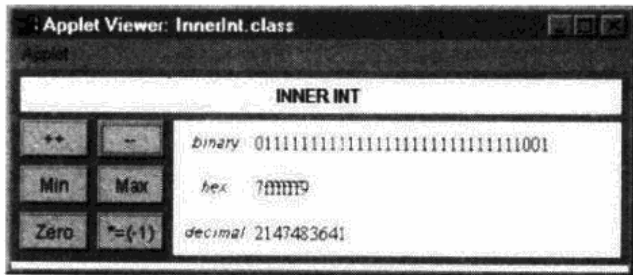 Applet Viewer: InnerInt.class
Applet
INNER INT
++ -- binary 01111111111111111111111111111001
Min Max hex 7ffffff9
Zero *=(-1) decimal 2147483641